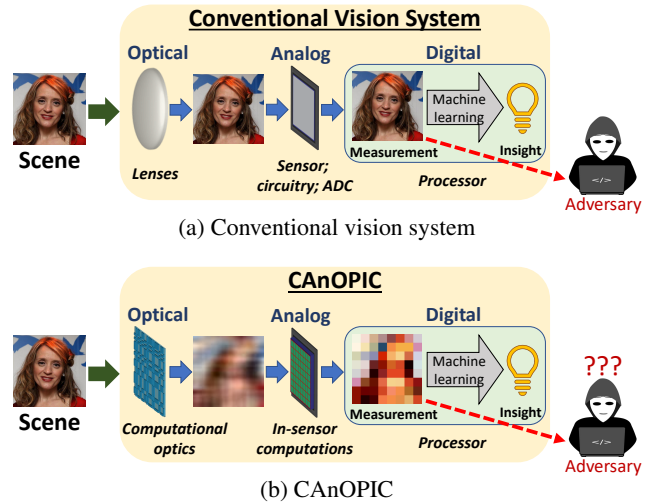 Conventional Vision System
Optical
Analog
Digital
Machine
learning
Scene
Measurement
Insight
Lenses
Sensor;
circuitry; ADC
Processor
</>
Adversary
(a) Conventional vision system
CAnOPIC
Optical
Analog
Digital
Machine
learning
???
Scene
Measurement
Insight
Computational
optics
In-sensor
computations
Processor
</>
Adversary
(b) CAnOPIC